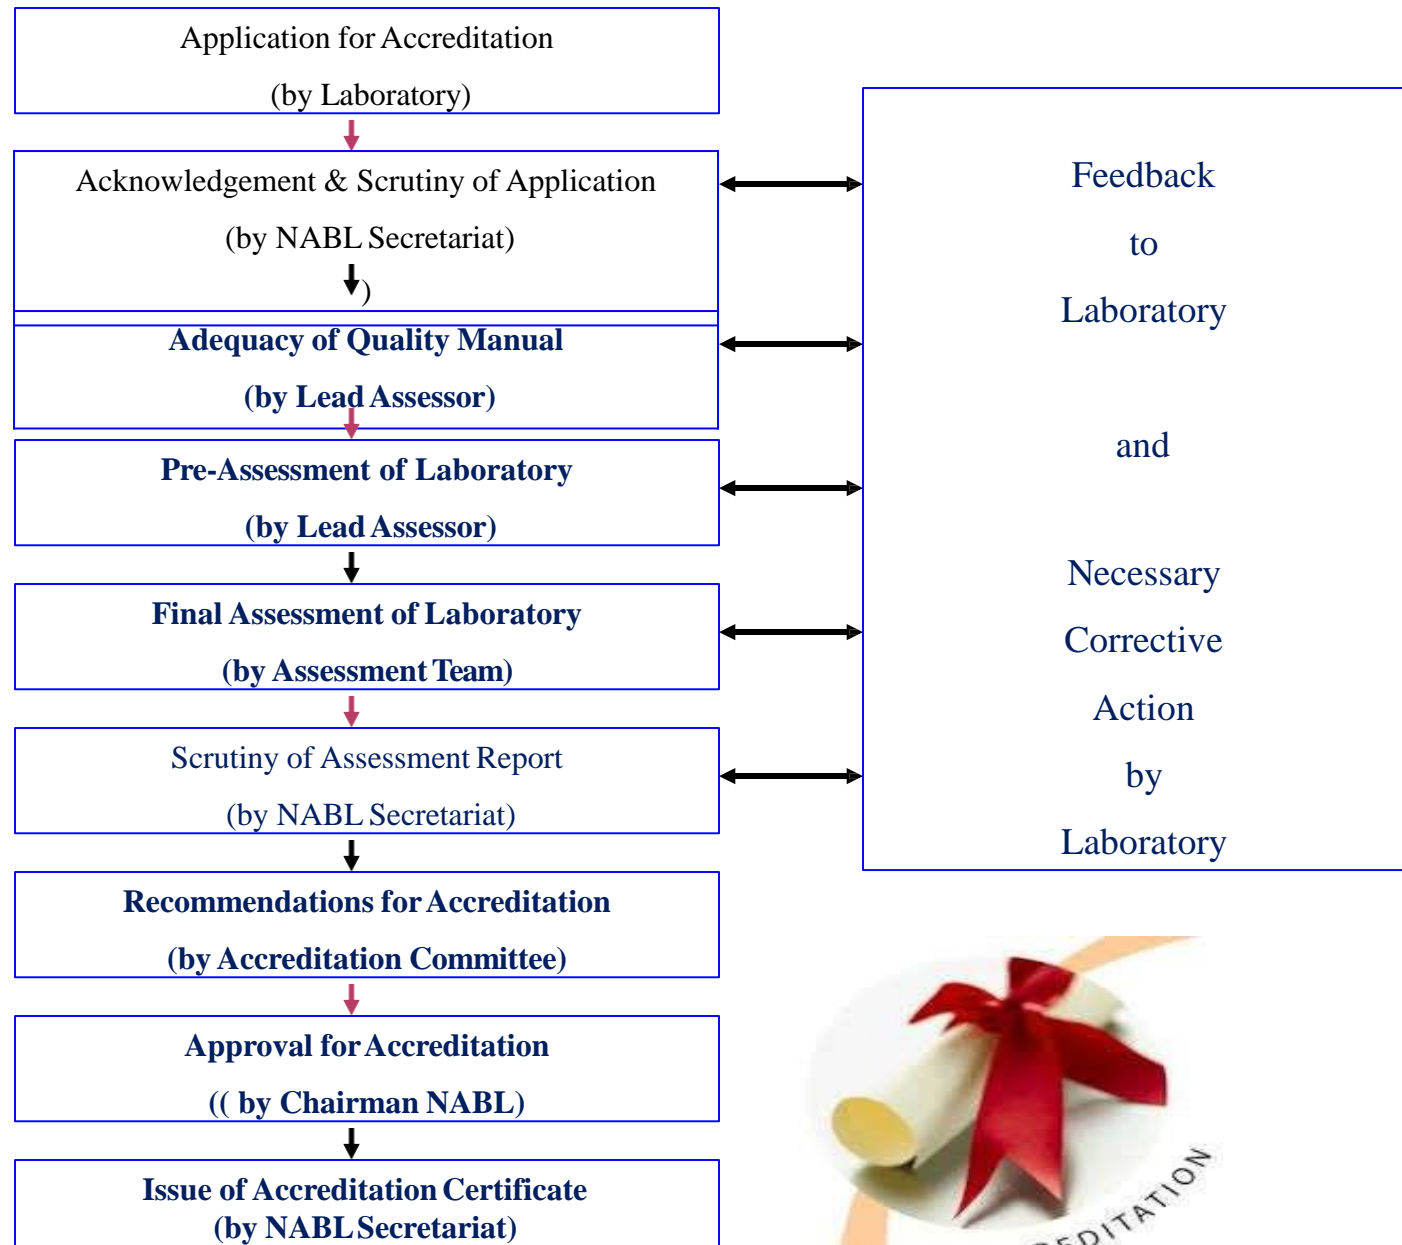 Application for Accreditation
(by Laboratory)
Acknowledgement & Scrutiny of Application
(by NABL Secretariat)
)
Adequacy of Quality Manual
(by Lead Assessor)
Pre-Assessment of Laboratory
(by Lead Assessor)
Final Assessment of Laboratory
(by Assessment Team)
Scrutiny of Assessment Report
(by NABL Secretariat)
Recommendations for Accreditation
(by Accreditation Committee)
Approval for Accreditation
(( by Chairman NABL)
Issue of Accreditation Certificate
(by NABL Secretariat)
Feedback
to
Laboratory
and
Necessary
Corrective
Action
by
Laboratory